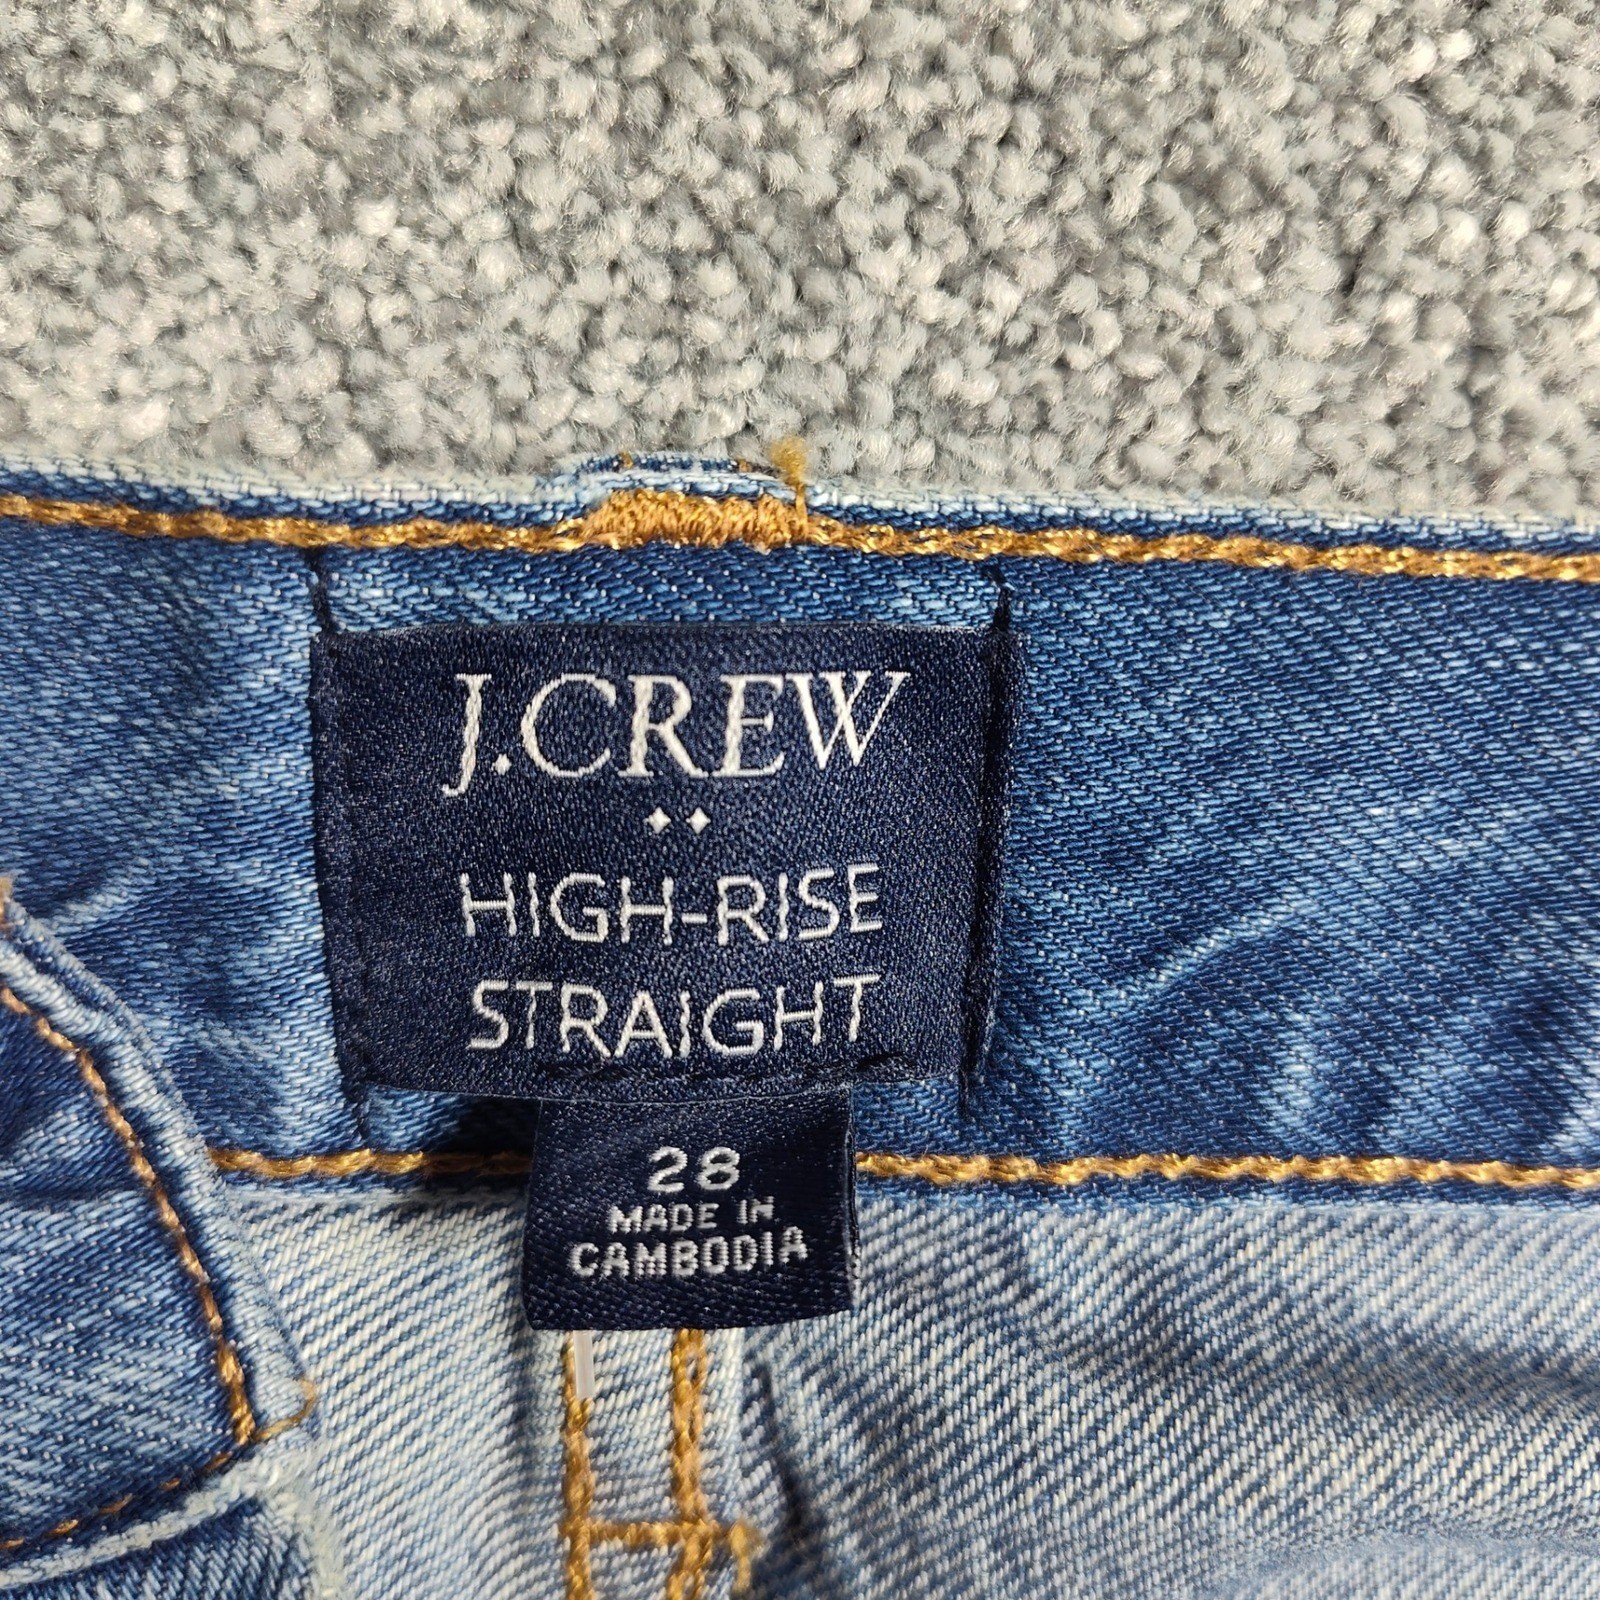 J.CREW
HIGH-RISE
STRAIGHT
28
MADE IN
CAMBODIA